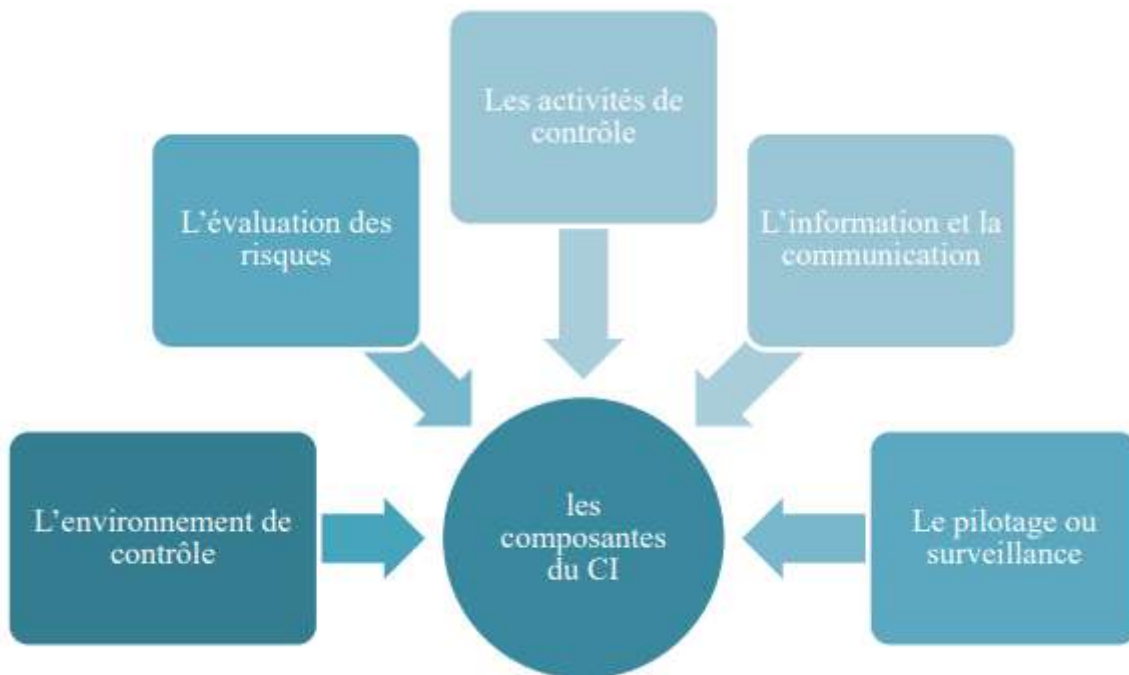 Les activités de
contrôle
L'évaluation des
risques
L'information et la
communication
L'environnement de
contrôle
les
composantes
du CI
Le pilotage ou
surveillance